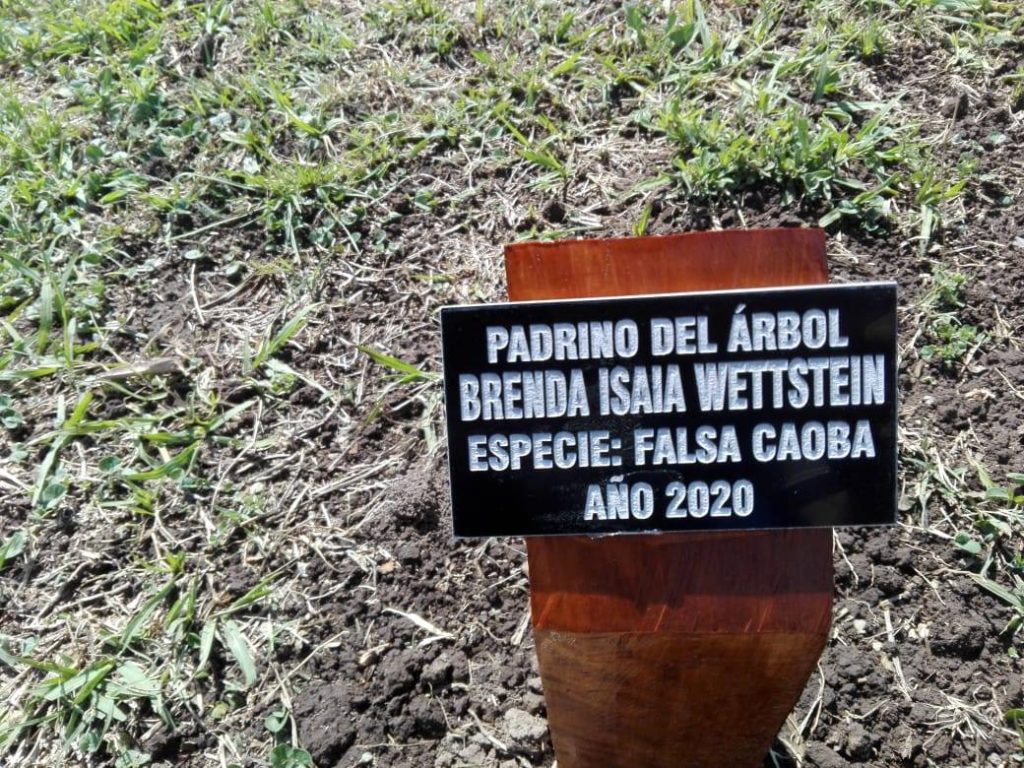 PADRINO DEL ÁRBOL
BRENDA ISAIA WETTSTEIN
ESPECIE: FALSA CAOBA
AÑO 2020